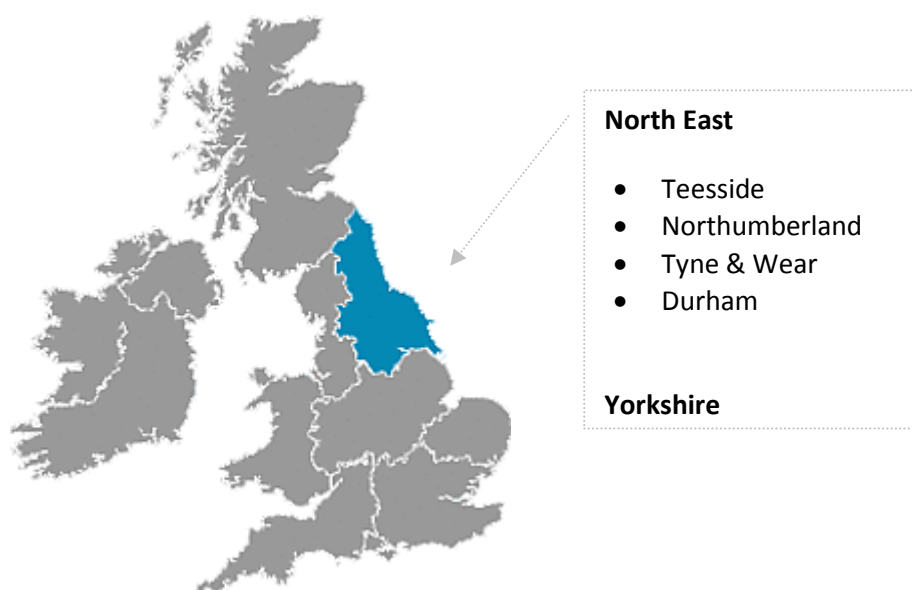 North East
• Teesside
• Northumberland
• Tyne & Wear
• Durham
Yorkshire